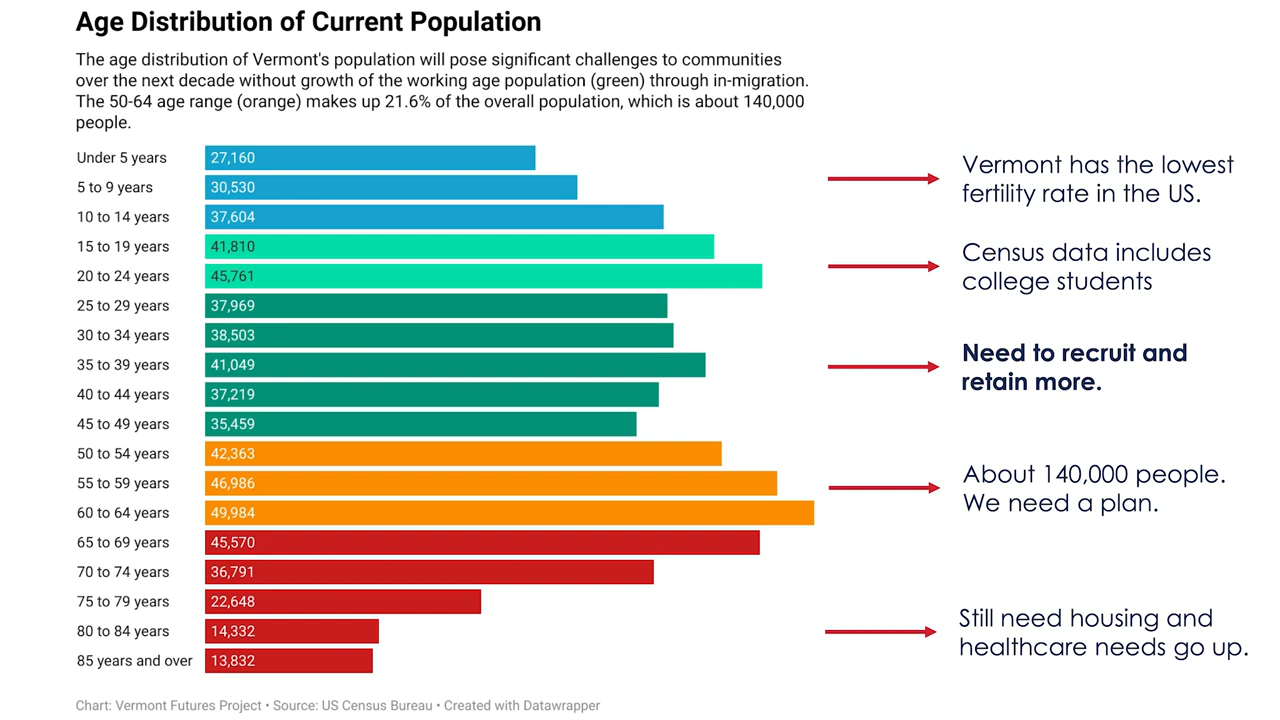 Age Distribution of Current Population
The age distribution of Vermont's population will pose significant challenges to communities
over the next decade without growth of the working age population (green) through in-migration.
The 50-64 age range (orange) makes up 21.6% of the overall population, which is about 140,000
people.
Under 5 years 27,160
5 to 9 years 30,530
10 to 14 years 37,604
15 to 19 years 41,810
20 to 24 years 45,761
25 to 29 years 37,969
30 to 34 years 38,503
35 to 39 years 41,049
40 to 44 years 37,219
45 to 49 years 35,459
50 to 54 years 42,363
55 to 59 years 46,986
60 to 64 years 49,984
65 to 69 years 45,570
70 to 74 years 36,791
75 to 79 years 22,648
80 to 84 years 14,332
85 years and over 13,832
Vermont has the lowest
fertility rate in the US.
Census data includes
college students
Need to recruit and
retain more.
About 140,000 people.
We need a plan.
Still need housing and
healthcare needs go up.
Chart: Vermont Futures Project • Source: US Census Bureau • Created with Datawrapper